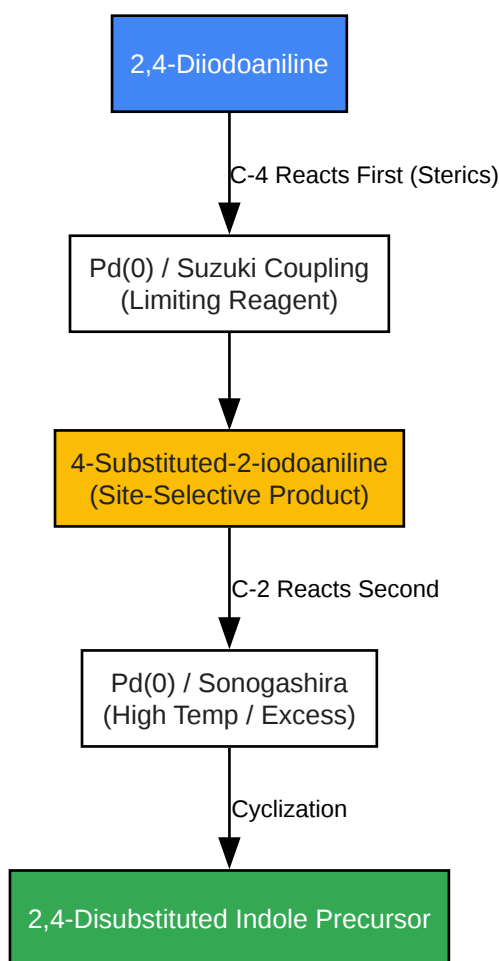 2,4-Diiodoaniline
C-4 Reacts First (Sterics)
Pd(0) / Suzuki Coupling
(Limiting Reagent)
4-Substituted-2-iodoaniline
(Site-Selective Product)
C-2 Reacts Second
Pd(0) / Sonogashira
(High Temp / Excess)
Cyclization
2,4-Disubstituted Indole Precursor